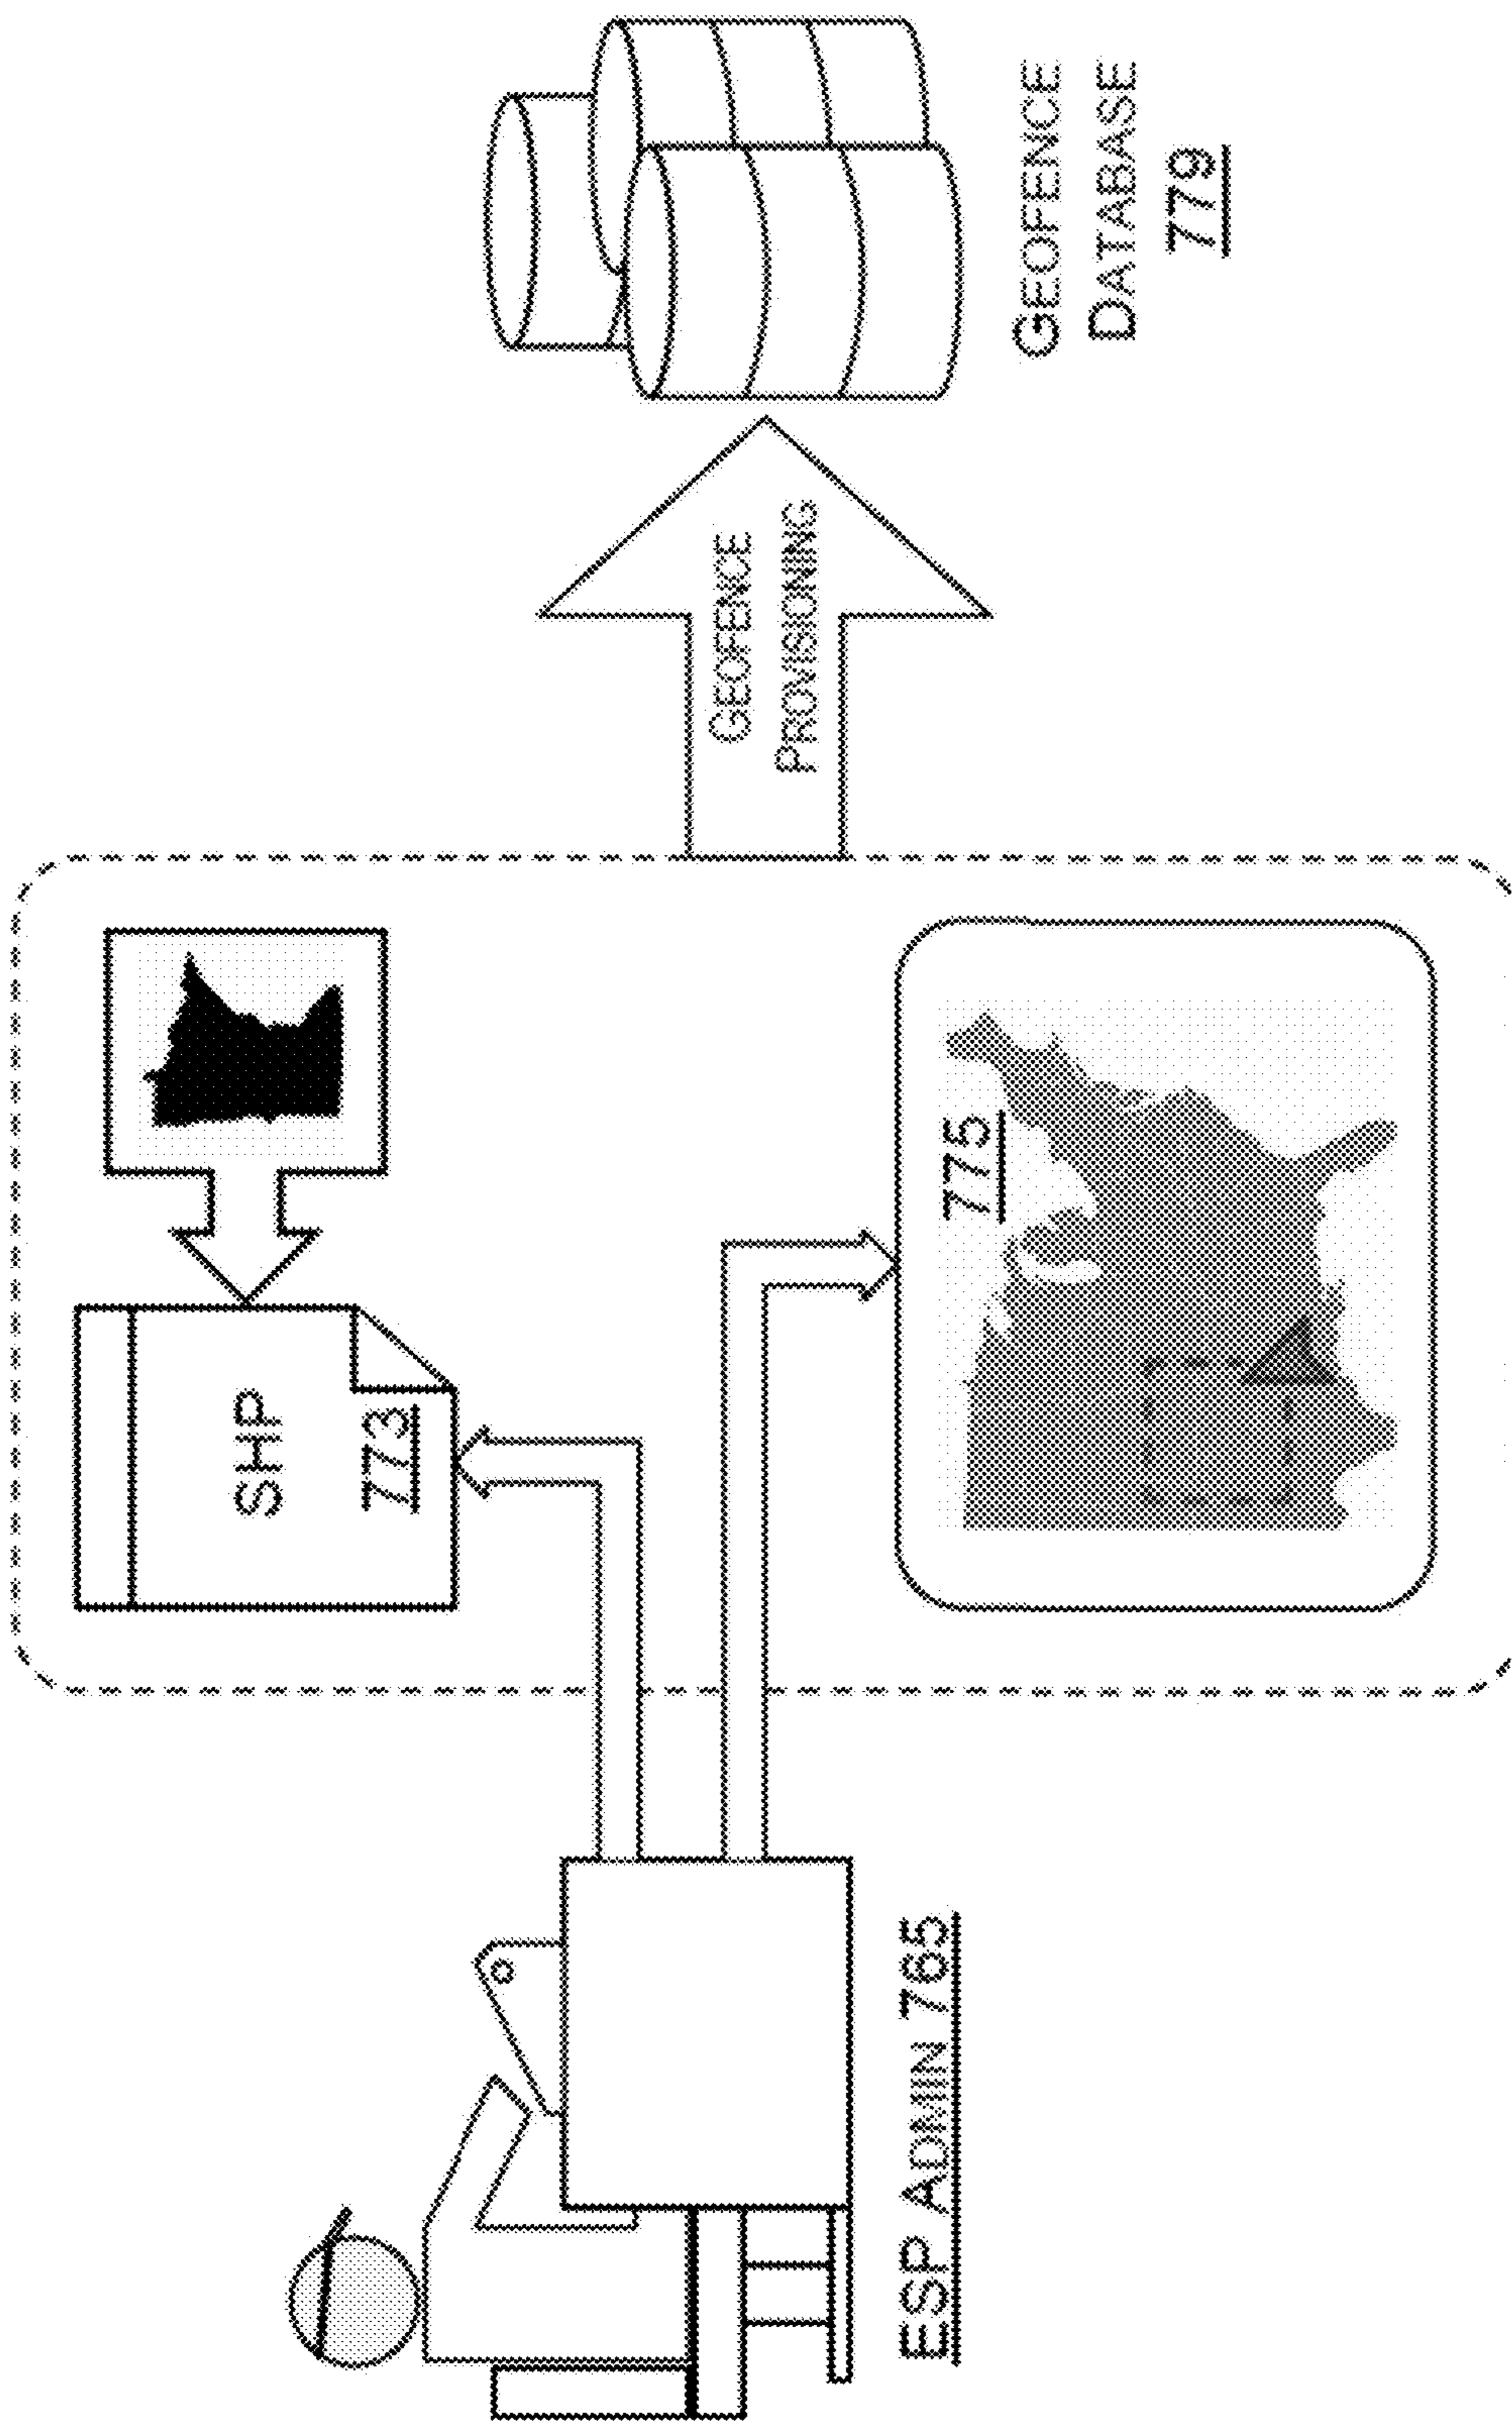 ESP ADMIN 765
SHP
773
775
GEOFENCE
PROVISIONING
GEOFENCE
DATABASE
779